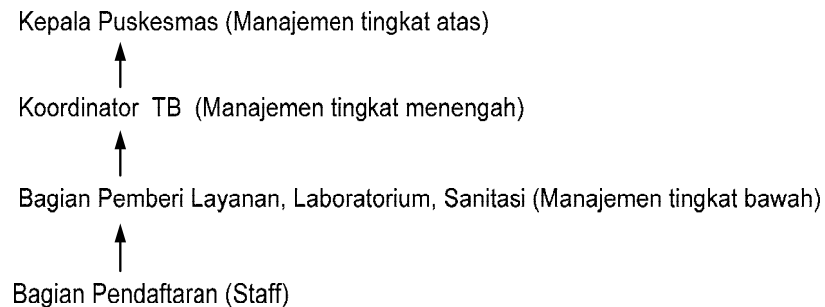 Kepala Puskesmas (Manajemen tingkat atas)
Koordinator TB (Manajemen tingkat menengah)
Bagian Pemberi Layanan, Laboratorium, Sanitasi (Manajemen tingkat bawah)
Bagian Pendaftaran (Staff)